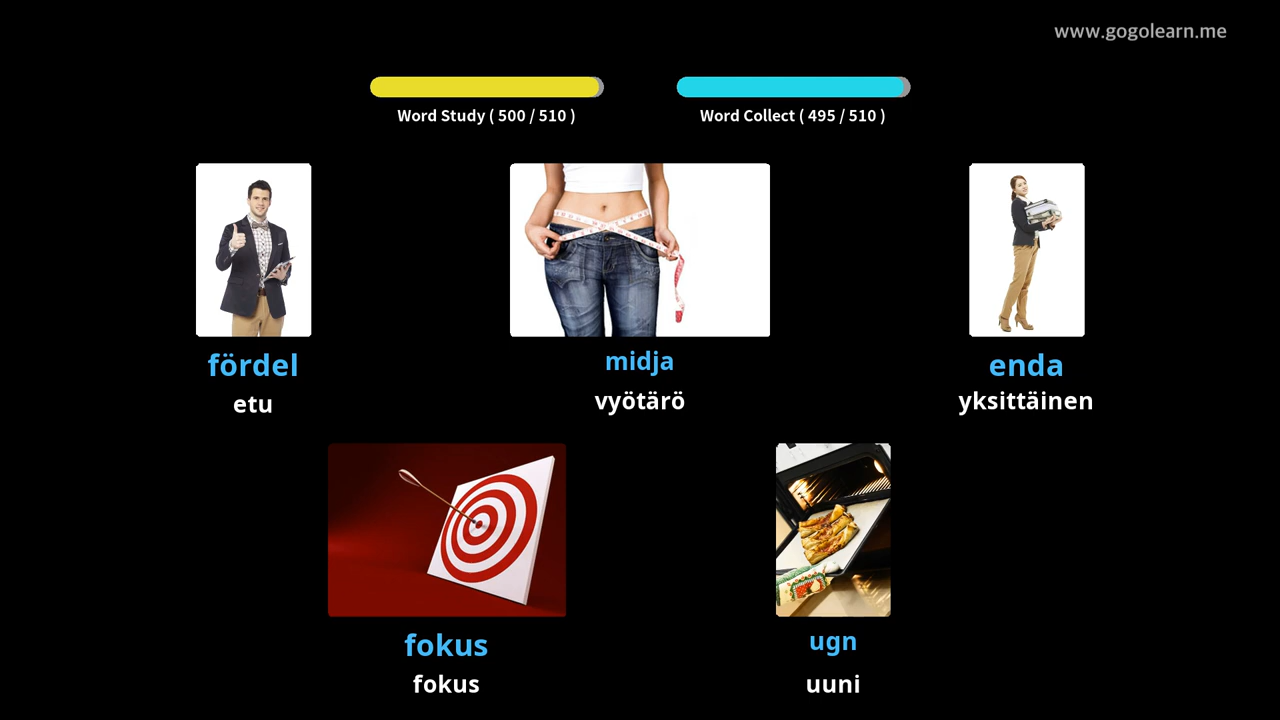 www.gogolearn.me
Word Study ( 500 / 510 )
Word Collect ( 495 / 510 )
fördel
etu
midja
vyötärö
enda
yksittäinen
fokus
fokus
ugn
uuni